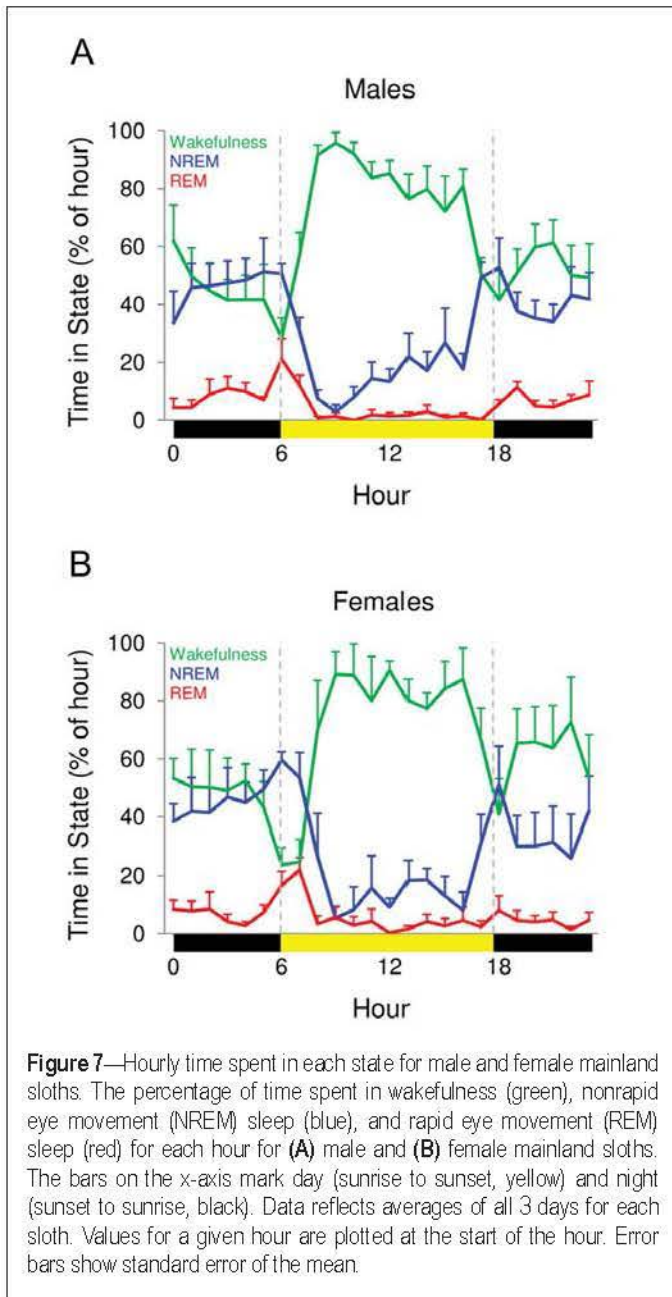 A
Males
Wakefulness
NREM
REM
Time in State (% of hour)
100
80
60
40
20
0
0 6 12 18
Hour
B
Females
Wakefulness
NREM
REM
Time in State (% of hour)
100
80
60
40
20
0
0 6 12 18
Hour
Figure 7—Hourly time spent in each state for male and female mainland
sloths. The percentage of time spent in wakefulness (green), nonrapid
eye movement (NREM) sleep (blue), and rapid eye movement (REM)
sleep (red) for each hour for (A) male and (B) female mainland sloths.
The bars on the x-axis mark day (sunrise to sunset, yellow) and night
(sunset to sunrise, black). Data reflects averages of all 3 days for each
sloth. Values for a given hour are plotted at the start of the hour. Error
bars show standard error of the mean.